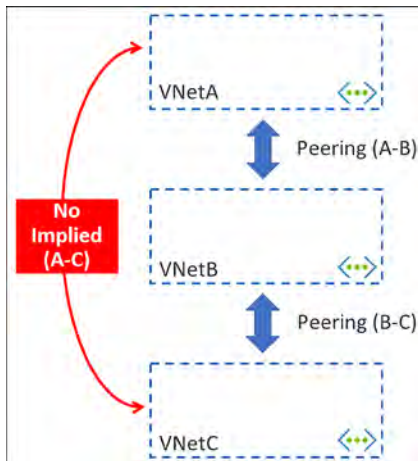 VNetA
Peering (A-B)
No
Implied
(A-C)
VNetB
Peering (B-C)
VNetC